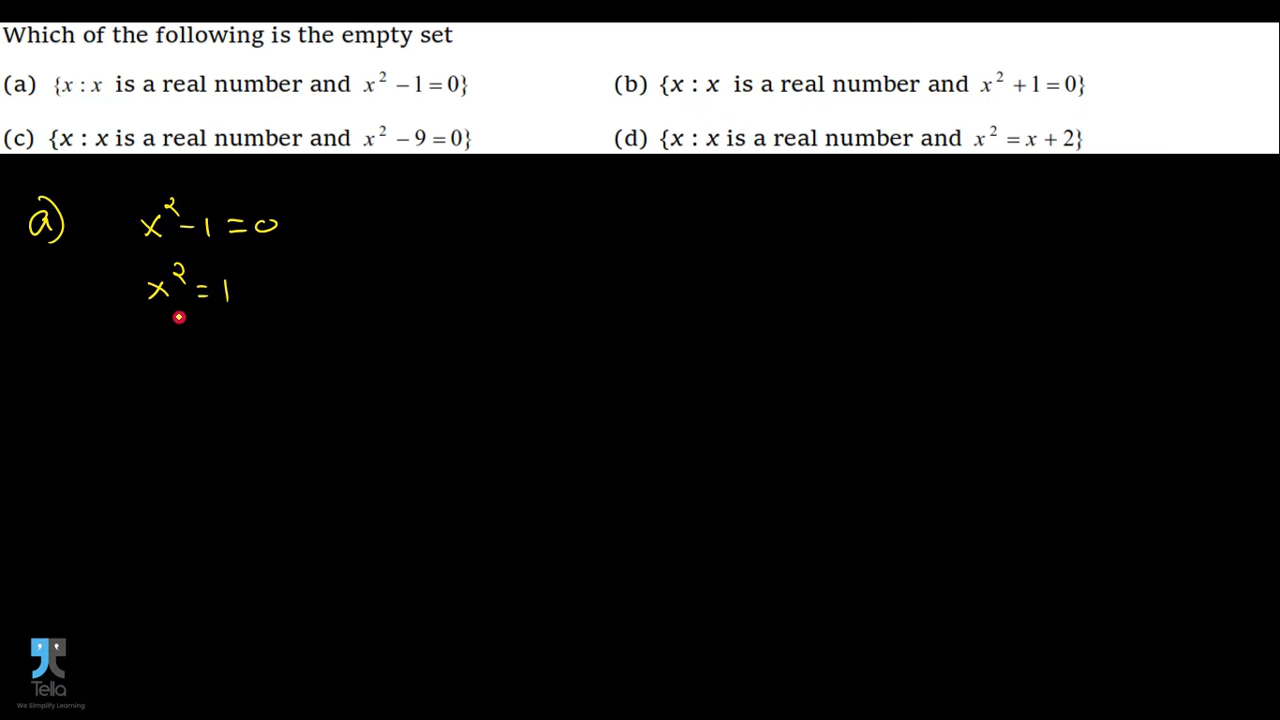 Which of the following is the empty set
(a) {x : x is a real number and x² − 1 = 0}
(b) {x : x is a real number and x² + 1 = 0}
(c) {x : x is a real number and x² − 9 = 0}
(d) {x : x is a real number and x² = x + 2}
a) x² − 1 = 0
x² = 1
Tella
We Simplify Learning